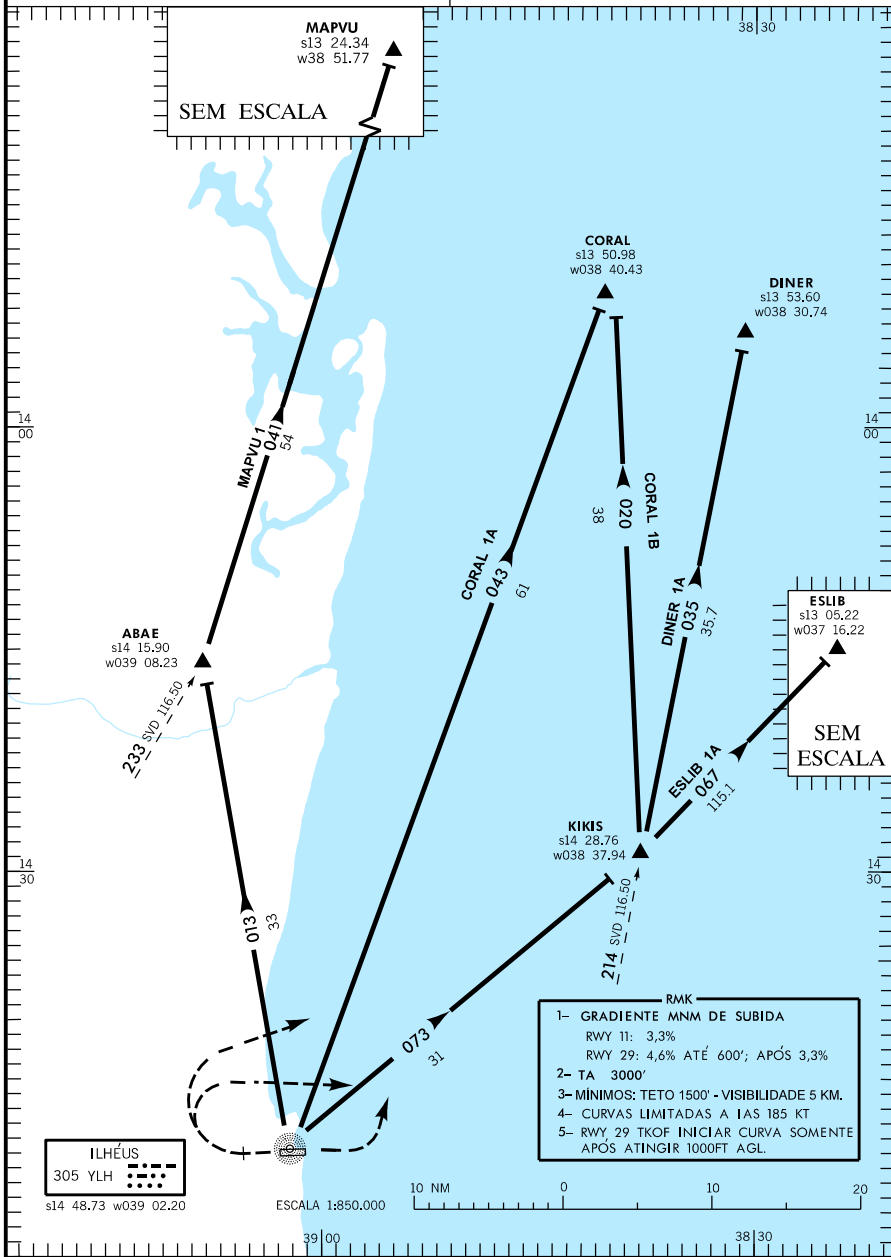 38 30
MAPVU
s13 24.34
w38 51.77
SEM ESCALA
CORAL
s13 50.98
w038 40.43
DINER
s13 53.60
w038 30.74
14
00
14
00
MAPVU 1
041
54
CORAL 1A
043
61
CORAL 1B
020
38
DINER 1A
035
35.7
ESLIB
s13 05.22
w037 16.22
SEM
ESCALA
ABAE
s14 15.90
w039 08.23
233 SVD 116.50
ESLIB 1A
067
115.1
KIKIS
s14 28.76
w038 37.94
14
30
14
30
214 SVD 116.50
013
33
073
31
RMK
1– GRADIENTE MNM DE SUBIDA
RWY 11: 3,3%
RWY 29: 4,6% ATÉ 600'; APÓS 3,3%
2– TA 3000'
3– MÍNIMOS: TETO 1500' - VISIBILIDADE 5 KM.
4– CURVAS LIMITADAS A IAS 185 KT
5– RWY 29 TKOF INICIAR CURVA SOMENTE
APÓS ATINGIR 1000FT AGL.
ILHÉUS
305 YLH
s14 48.73 w039 02.20
ESCALA 1:850.000
10 NM 0 10 20
39 00
38 30